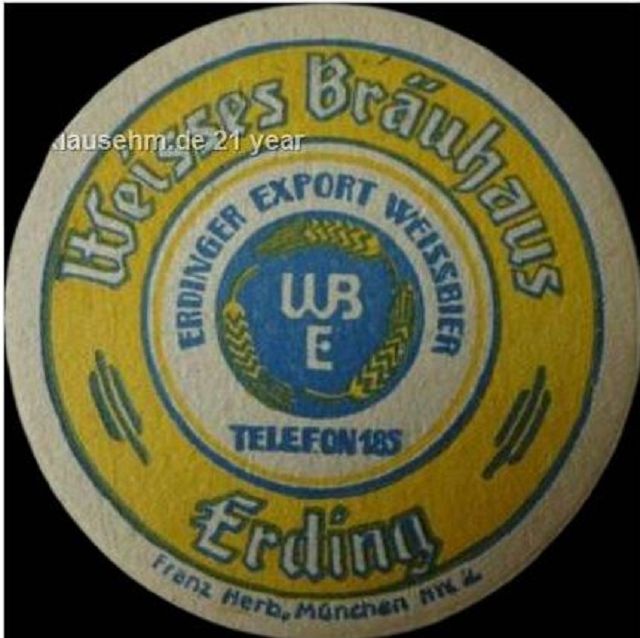 Weisses Bräuhaus
klausehm.de 21 year
ERDINGER EXPORT WEISSBIER
WB
E
TELEFON 185
Erding
Franz Herb, München